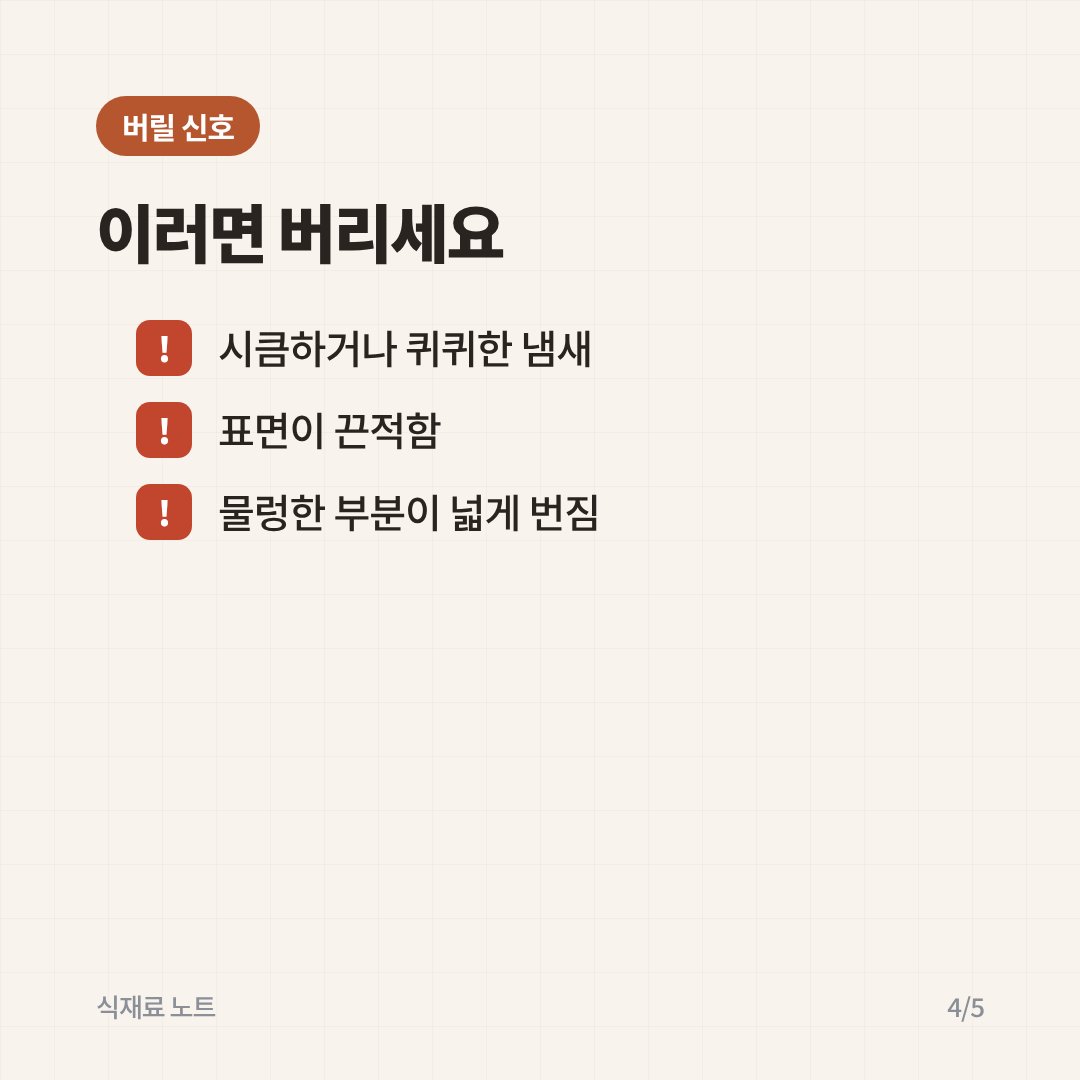 버릴 신호
이러면 버리세요
! 시큼하거나 퀴퀴한 냄새
! 표면이 끈적함
! 물렁한 부분이 넓게 번짐
식재료 노트
4/5